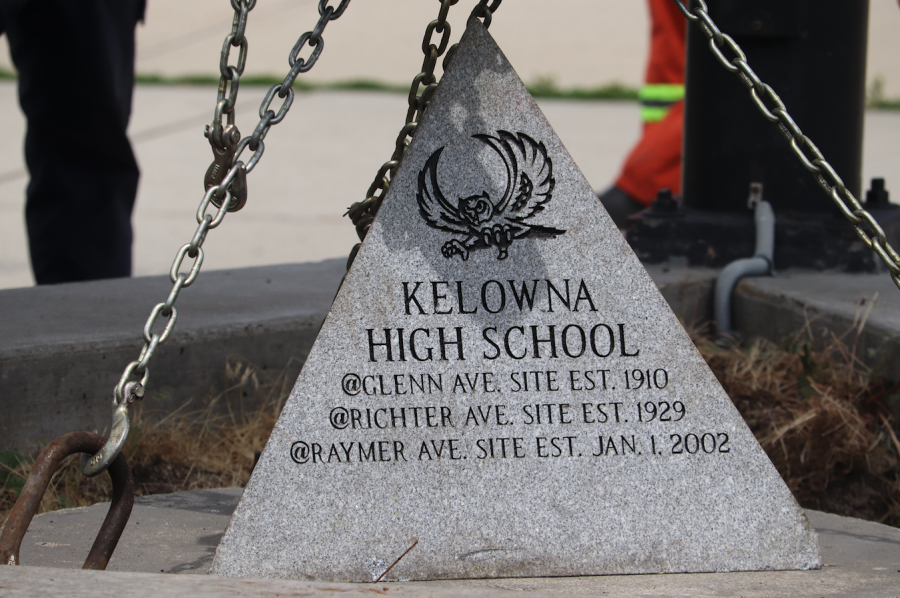 KELOWNA
HIGH SCHOOL
@GLENN AVE. SITE EST. 1910
@RICHTER AVE. SITE EST. 1929
@RAYMER AVE. SITE EST. JAN. 1, 2002